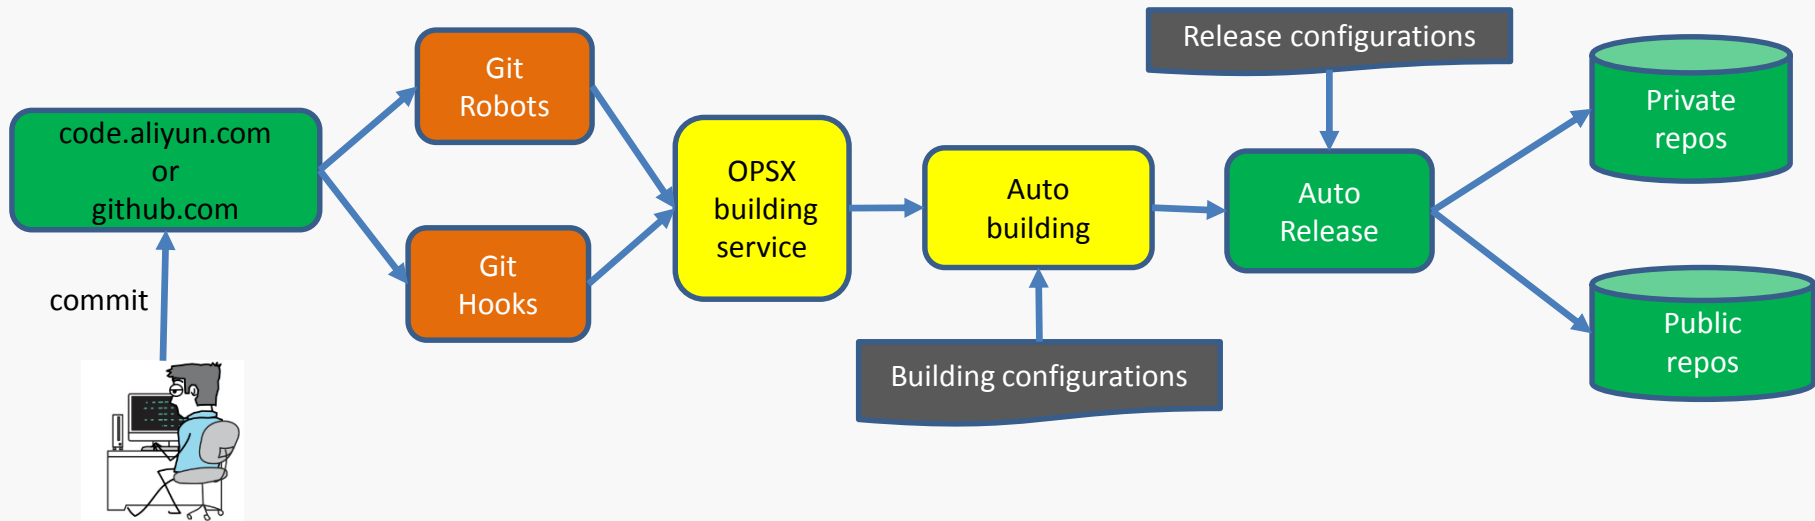 code.aliyun.com
or
github.com
commit
Git
Robots
Git
Hooks
OPSX
building
service
Auto
building
Building configurations
Release configurations
Auto
Release
Private
repos
Public
repos